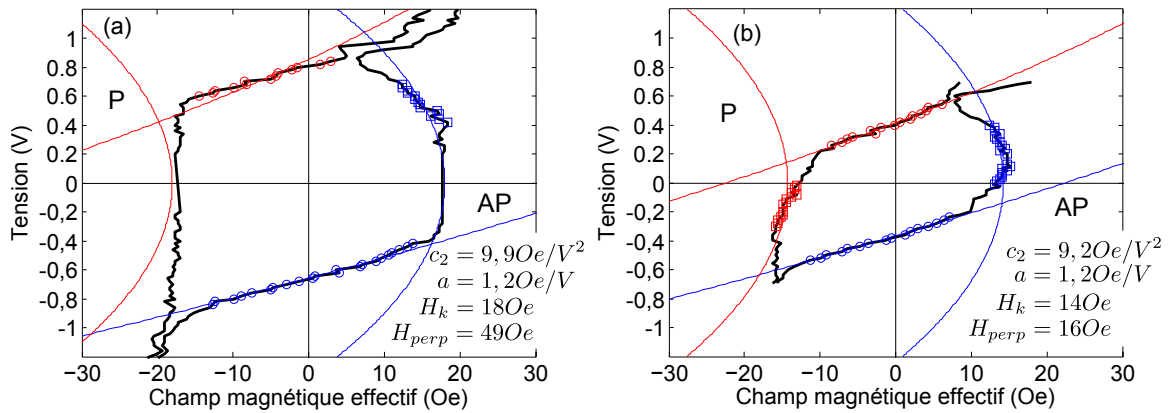 (a)
P
AP
c₂ = 9,9Oe/V²
a = 1,2Oe/V
H_k = 18Oe
H_perp = 49Oe
Tension (V)
1
0.8
0.6
0.4
0.2
0
-0.2
-0.4
-0,6
-0,8
-1
−30 −20 −10 0 10 20 30
Champ magnétique effectif (Oe)
(b)
P
AP
c₂ = 9,2Oe/V²
a = 1,2Oe/V
H_k = 14Oe
H_perp = 16Oe
Tension (V)
1
0.8
0.6
0.4
0.2
0
-0.2
-0,4
-0,6
-0,8
-1
−30 −20 −10 0 10 20 30
Champ magnétique effectif (Oe)